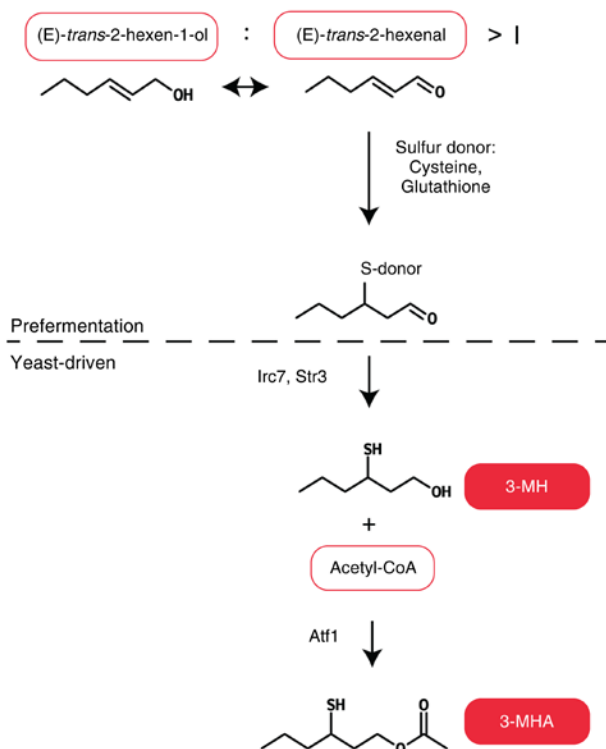 (E)-trans-2-hexen-1-ol : (E)-trans-2-hexenal > I
OH
O
Sulfur donor:
Cysteine,
Glutathione
S-donor
O
Prefermentation
Yeast-driven
Irc7, Str3
SH
OH
3-MH
+
Acetyl-CoA
Atf1
SH
O
O
3-MHA